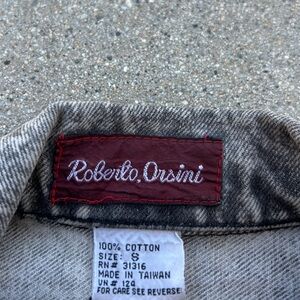 Roberto, Orsini
100% COTTON
SIZE: S
RN# 31316
MADE IN TAIWAN
VN# 124
FOR CARE SEE REVERSE